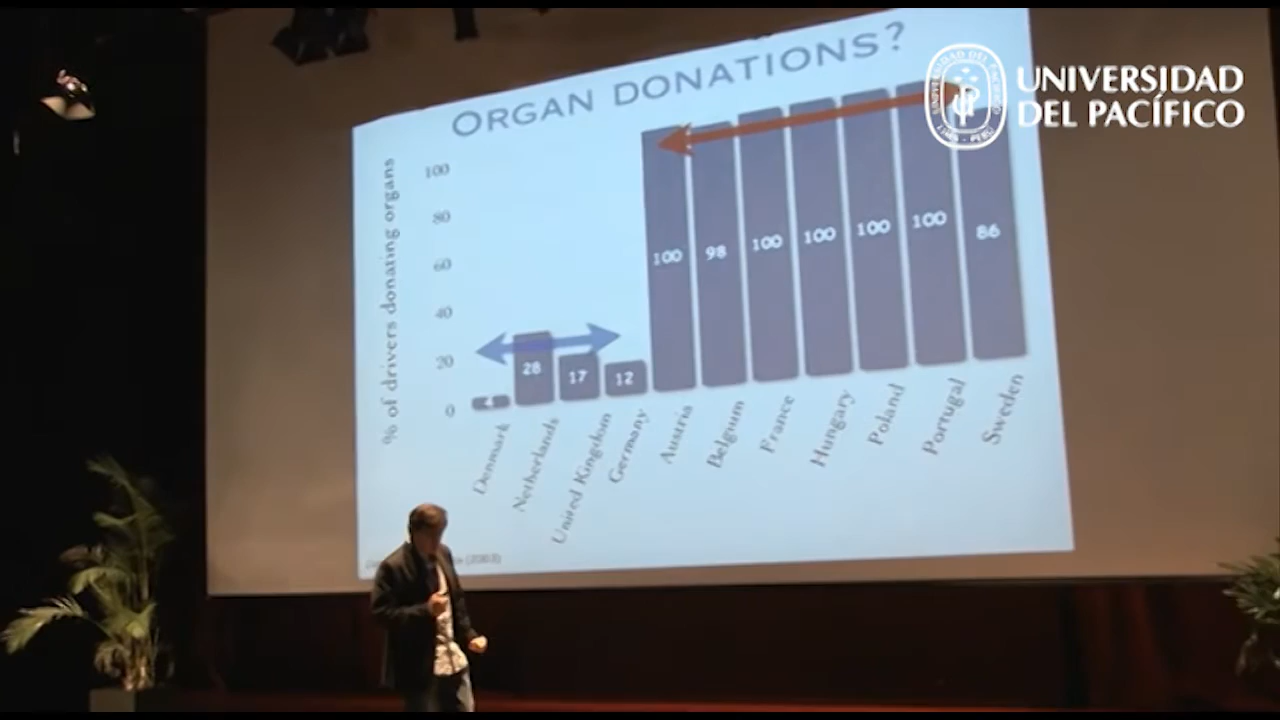 ORGAN DONATIONS?
UNIVERSIDAD
DEL PACÍFICO
% of drivers donating organs
100
80
60
40
20
0
4
28
17
12
100
98
100
100
100
100
86
Denmark
Netherlands
United Kingdom
Germany
Austria
Belgium
France
Hungary
Poland
Portugal
Sweden
(2003)